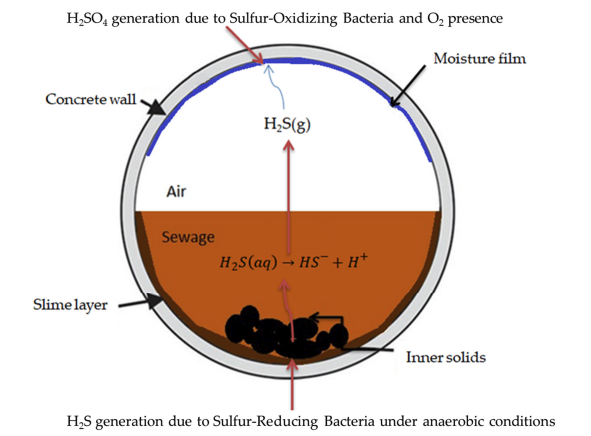 H₂SO₄ generation due to Sulfur-Oxidizing Bacteria and O₂ presence
Moisture film
Concrete wall
H₂S(g)
Air
Sewage
H₂S(aq) → HS⁻ + H⁺
Slime layer
Inner solids
H₂S generation due to Sulfur-Reducing Bacteria under anaerobic conditions